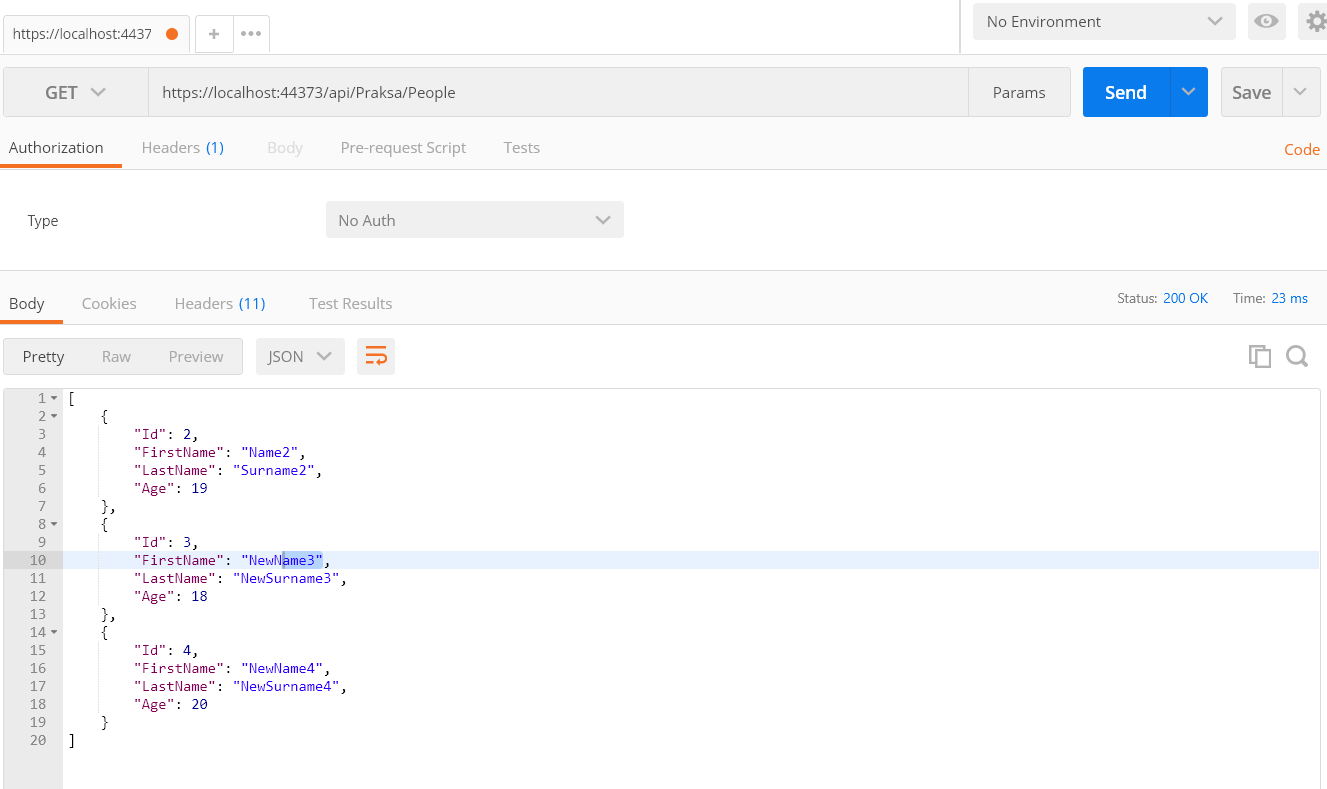 https://localhost:4437 + •••
No Environment
GET https://localhost:44373/api/Praksa/People Params Send Save
Authorization Headers (1) Body Pre-request Script Tests Code
Type No Auth
Body Cookies Headers (11) Test Results Status: 200 OK Time: 23 ms
Pretty Raw Preview JSON
1 [
2 {
3 "Id": 2,
4 "FirstName": "Name2",
5 "LastName": "Surname2",
6 "Age": 19
7 },
8 {
9 "Id": 3,
10 "FirstName": "NewName3",
11 "LastName": "NewSurname3",
12 "Age": 18
13 },
14 {
15 "Id": 4,
16 "FirstName": "NewName4",
17 "LastName": "NewSurname4",
18 "Age": 20
19 }
20 ]